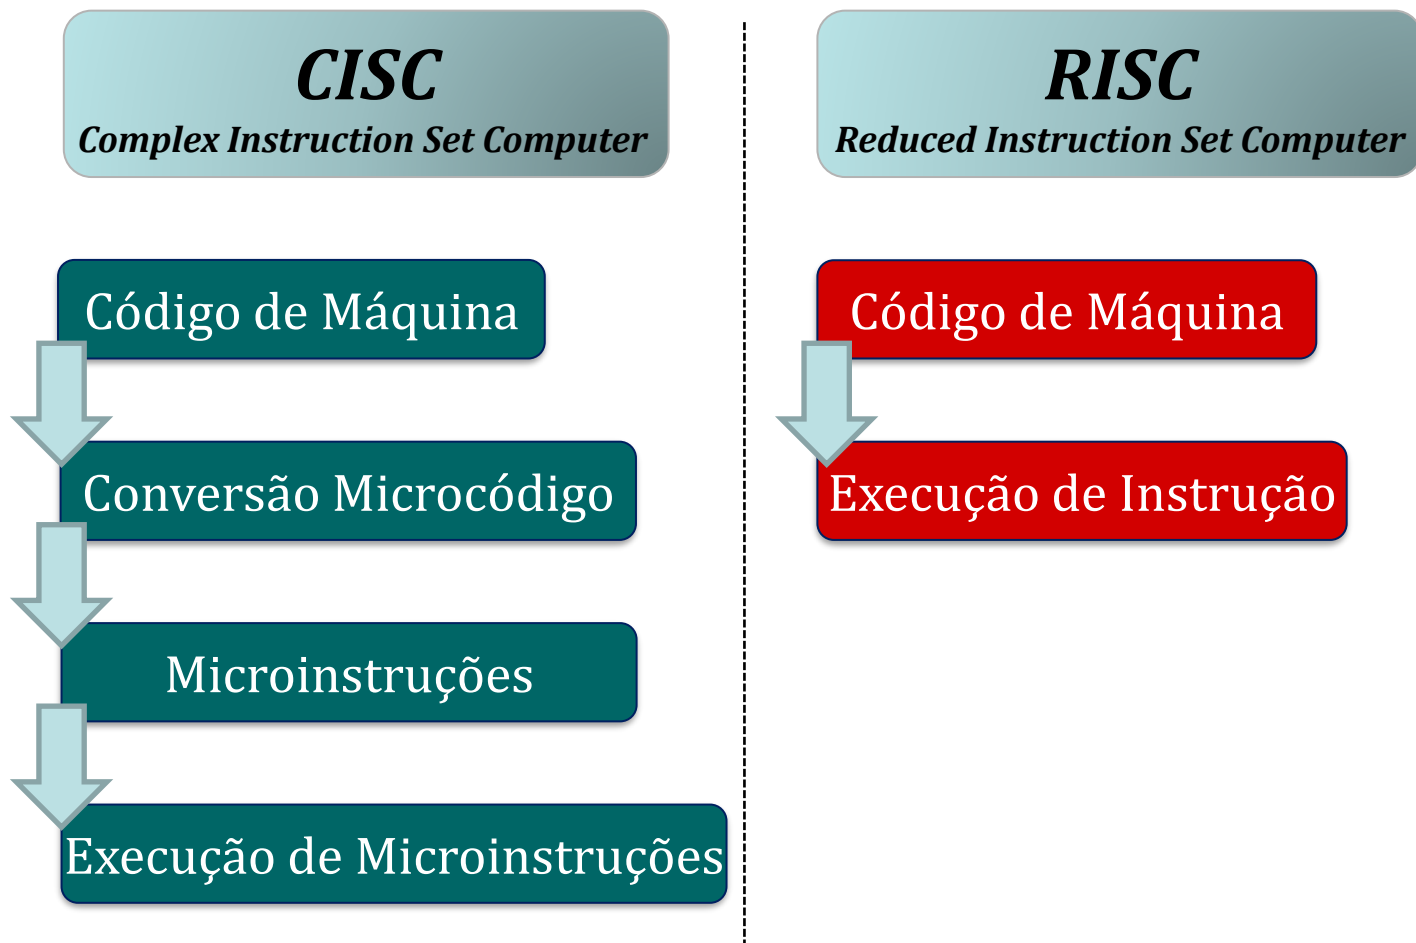 CISC
Complex Instruction Set Computer
Código de Máquina
Conversão Microcódigo
Microinstruções
Execução de Microinstruções
RISC
Reduced Instruction Set Computer
Código de Máquina
Execução de Instrução